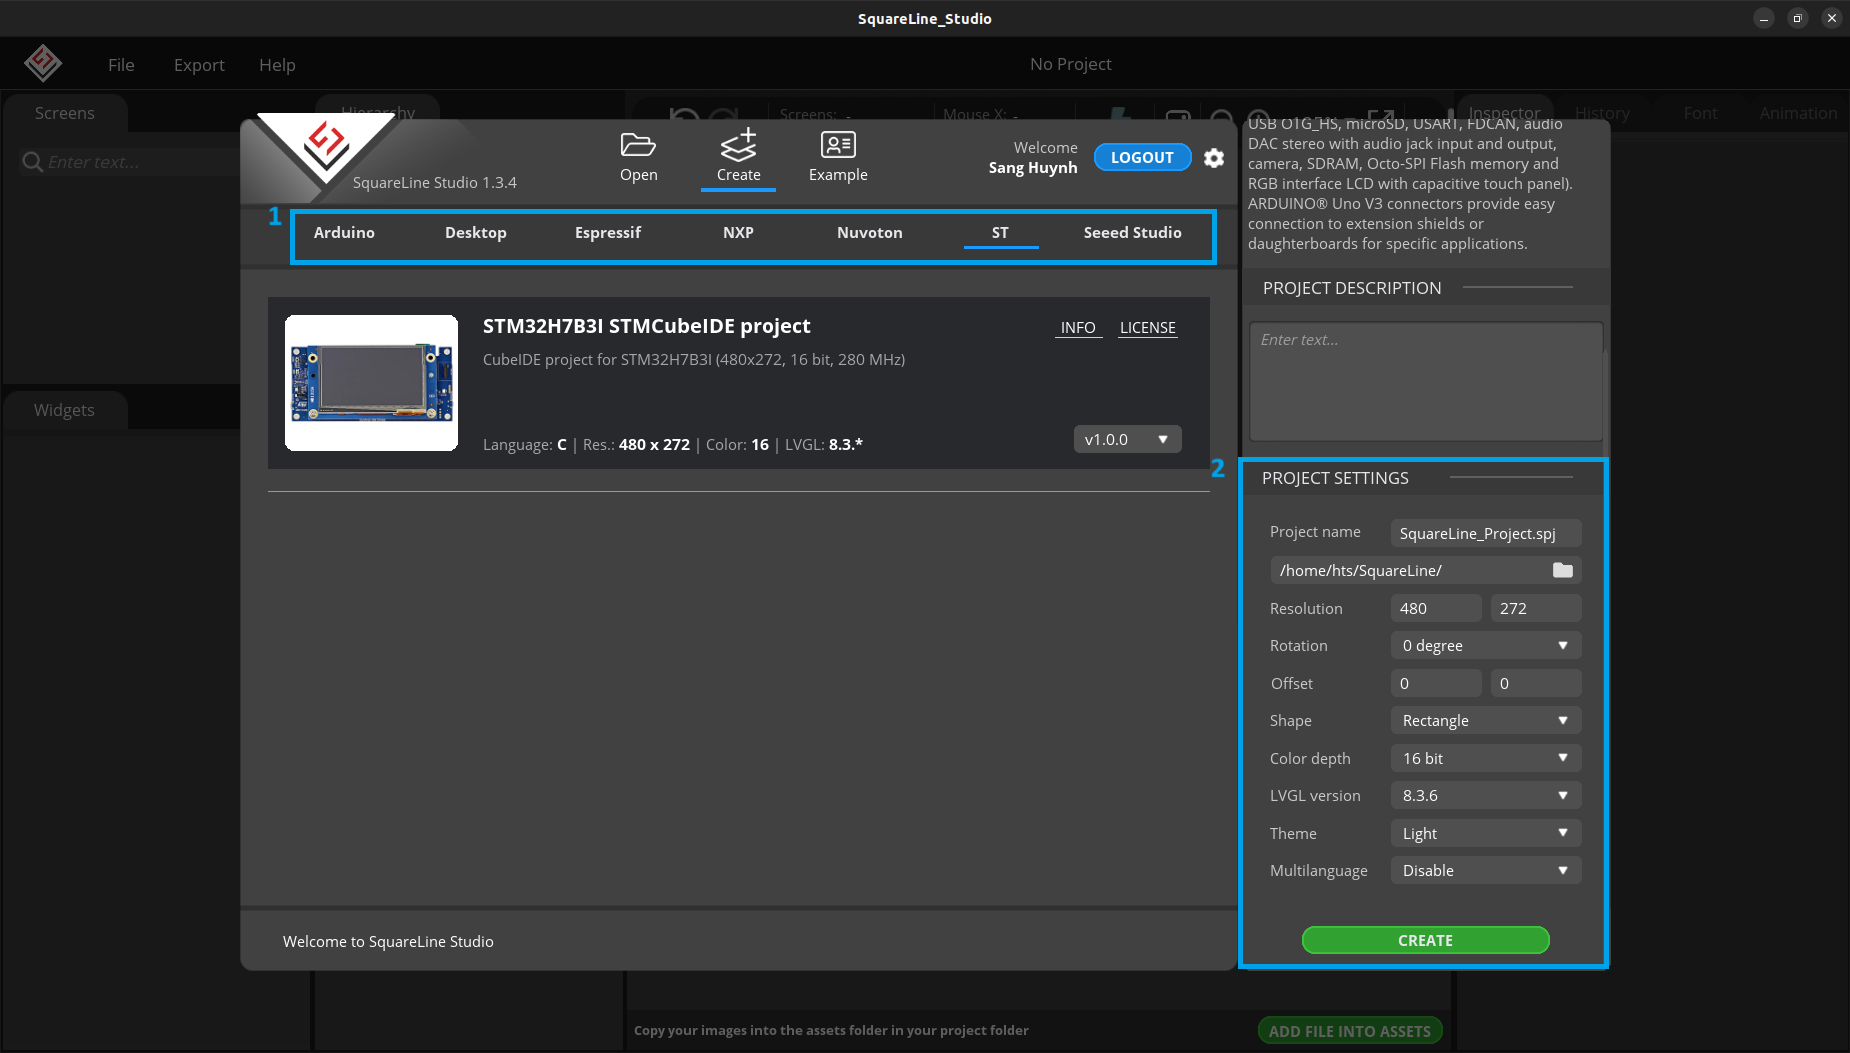 SquareLine_Studio
File Export Help No Project
Screens Hierarchy Screens: - Mouse X: - Inspector History Font Animation
Enter text...
SquareLine Studio 1.3.4
Open Create Example
Welcome
Sang Huynh
LOGOUT
1
Arduino Desktop Espressif NXP Nuvoton ST Seeed Studio
STM32H7B3I STMCubeIDE project
INFO LICENSE
CubeIDE project for STM32H7B3I (480x272, 16 bit, 280 MHz)
Language: C | Res.: 480 x 272 | Color: 16 | LVGL: 8.3.*
v1.0.0
Widgets
Welcome to SquareLine Studio
USB OTG_HS, microSD, USART, FDCAN, audio
DAC stereo with audio jack input and output,
camera, SDRAM, Octo-SPI Flash memory and
RGB interface LCD with capacitive touch panel).
ARDUINO® Uno V3 connectors provide easy
connection to extension shields or
daughterboards for specific applications.
PROJECT DESCRIPTION
Enter text...
2
PROJECT SETTINGS
Project name SquareLine_Project.spj
/home/hts/SquareLine/
Resolution 480 272
Rotation 0 degree
Offset 0 0
Shape Rectangle
Color depth 16 bit
LVGL version 8.3.6
Theme Light
Multilanguage Disable
CREATE
Copy your images into the assets folder in your project folder
ADD FILE INTO ASSETS